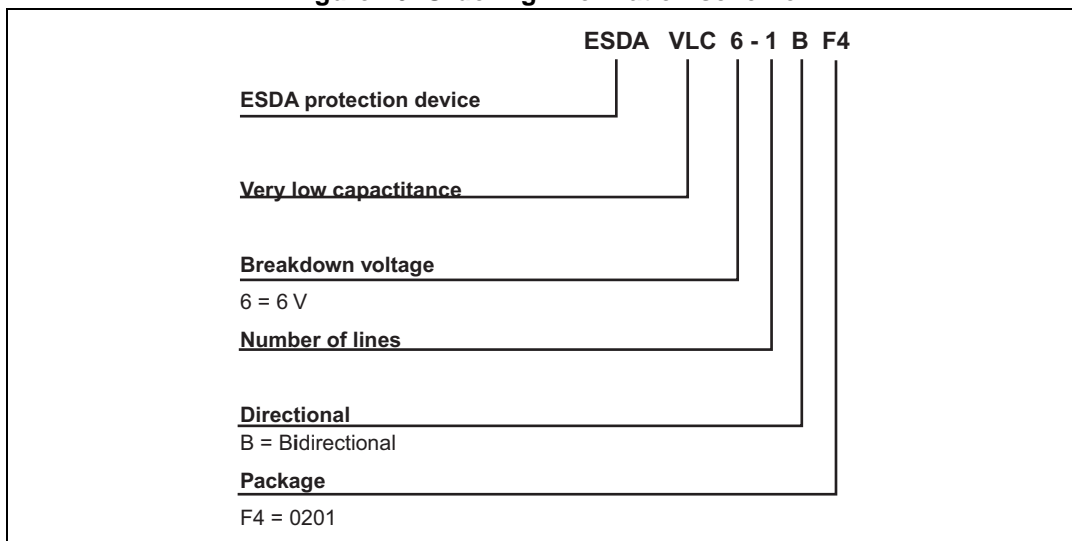 ESDA VLC 6 - 1 B F4
ESDA protection device
Very low capactitance
Breakdown voltage
6 = 6 V
Number of lines
Directional
B = Bidirectional
Package
F4 = 0201